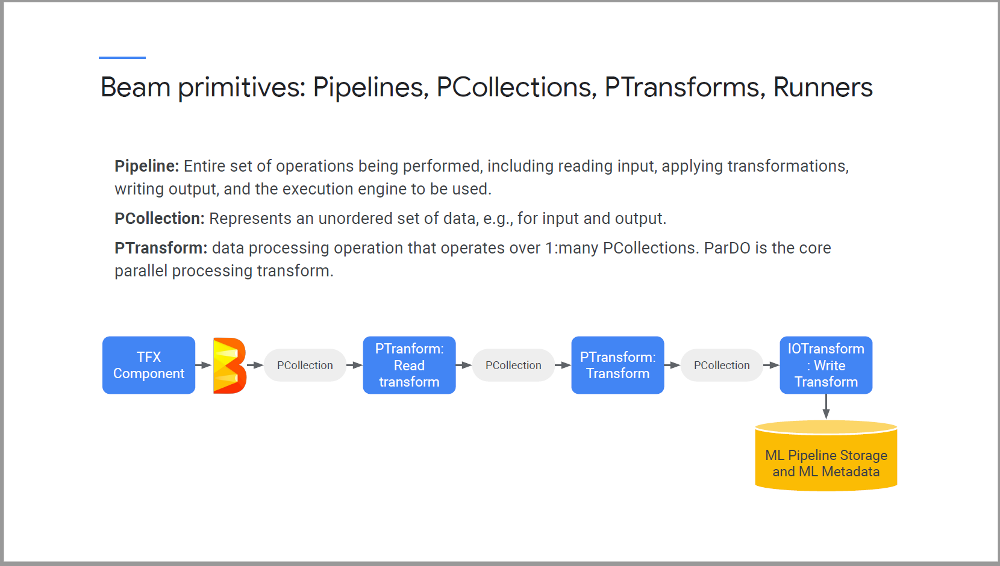 Beam primitives: Pipelines, PCollections, PTransforms, Runners
Pipeline: Entire set of operations being performed, including reading input, applying transformations,
writing output, and the execution engine to be used.
PCollection: Represents an unordered set of data, e.g., for input and output.
PTransform: data processing operation that operates over 1:many PCollections. ParDO is the core
parallel processing transform.
TFX
Component
PCollection
PTranform:
Read
transform
PCollection
PTransform:
Transform
PCollection
IOTransform
: Write
Transform
ML Pipeline Storage
and ML Metadata